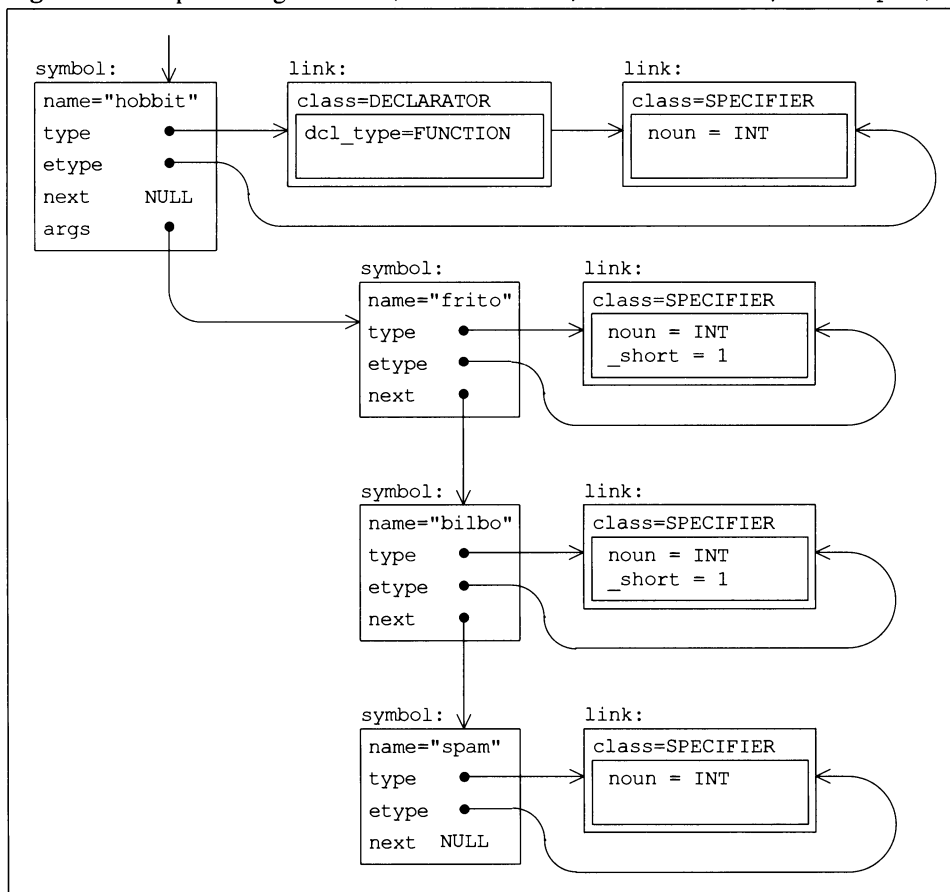 symbol:
name="hobbit"
type
etype
next NULL
args
link:
class=DECLARATOR
dcl_type=FUNCTION
link:
class=SPECIFIER
noun = INT
symbol:
name="frito"
type
etype
next
link:
class=SPECIFIER
noun = INT
_short = 1
symbol:
name="bilbo"
type
etype
next
link:
class=SPECIFIER
noun = INT
_short = 1
symbol:
name="spam"
type
etype
next NULL
link:
class=SPECIFIER
noun = INT